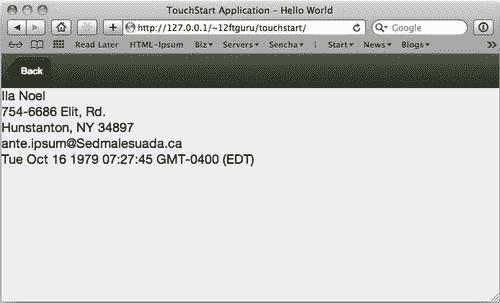 TouchStart Application - Hello World
http://127.0.0.1/~12ftguru/touchstart/
Google
Read Later HTML-Ipsum Biz Servers Sencha Start News Blogs
Back
Ila Noel
754-6686 Elit, Rd.
Hunstanton, NY 34897
ante.ipsum@Sedmalesuada.ca
Tue Oct 16 1979 07:27:45 GMT-0400 (EDT)